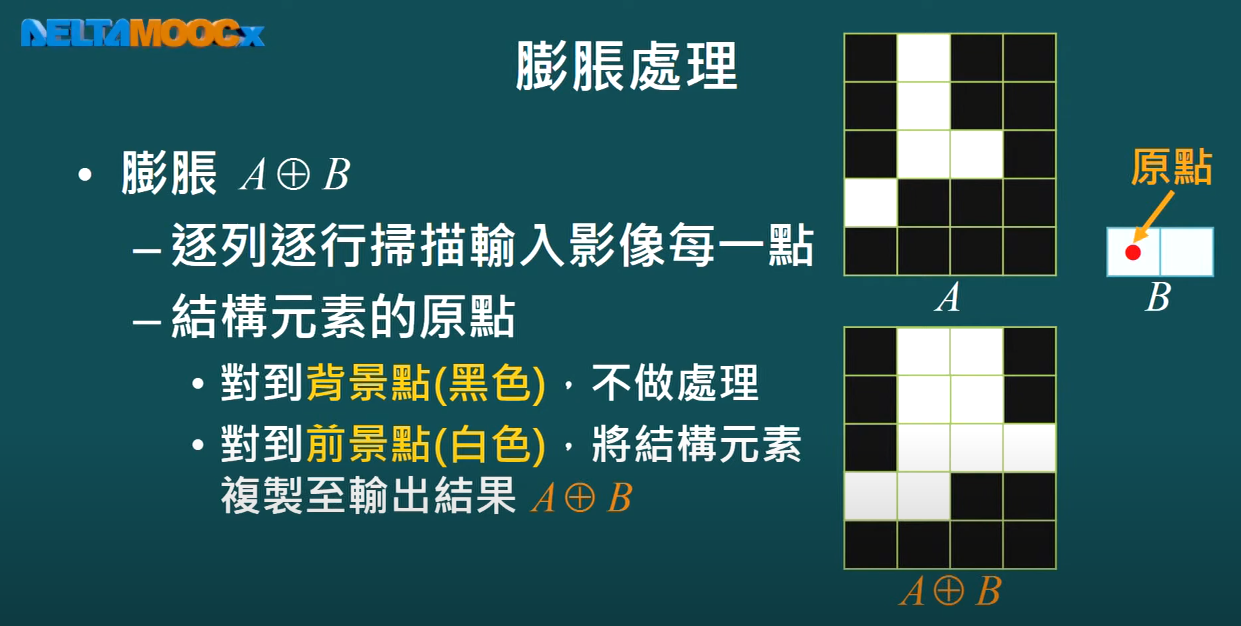 DELTAMOOCx
膨脹處理
• 膨脹 A ⊕ B
– 逐列逐行掃描輸入影像每一點
– 結構元素的原點
• 對到背景點(黑色)，不做處理
• 對到前景點(白色)，將結構元素
複製至輸出結果 A ⊕ B
原點
A
B
A ⊕ B